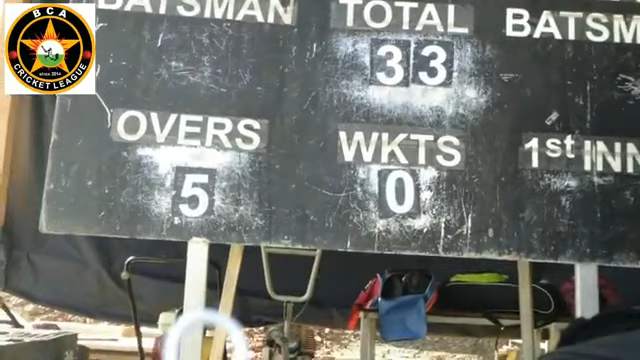 BCA
CRICKET LEAGUE
since 2014
BATSMAN TOTAL BATSM
33
OVERS WKTS 1st INN
5 0